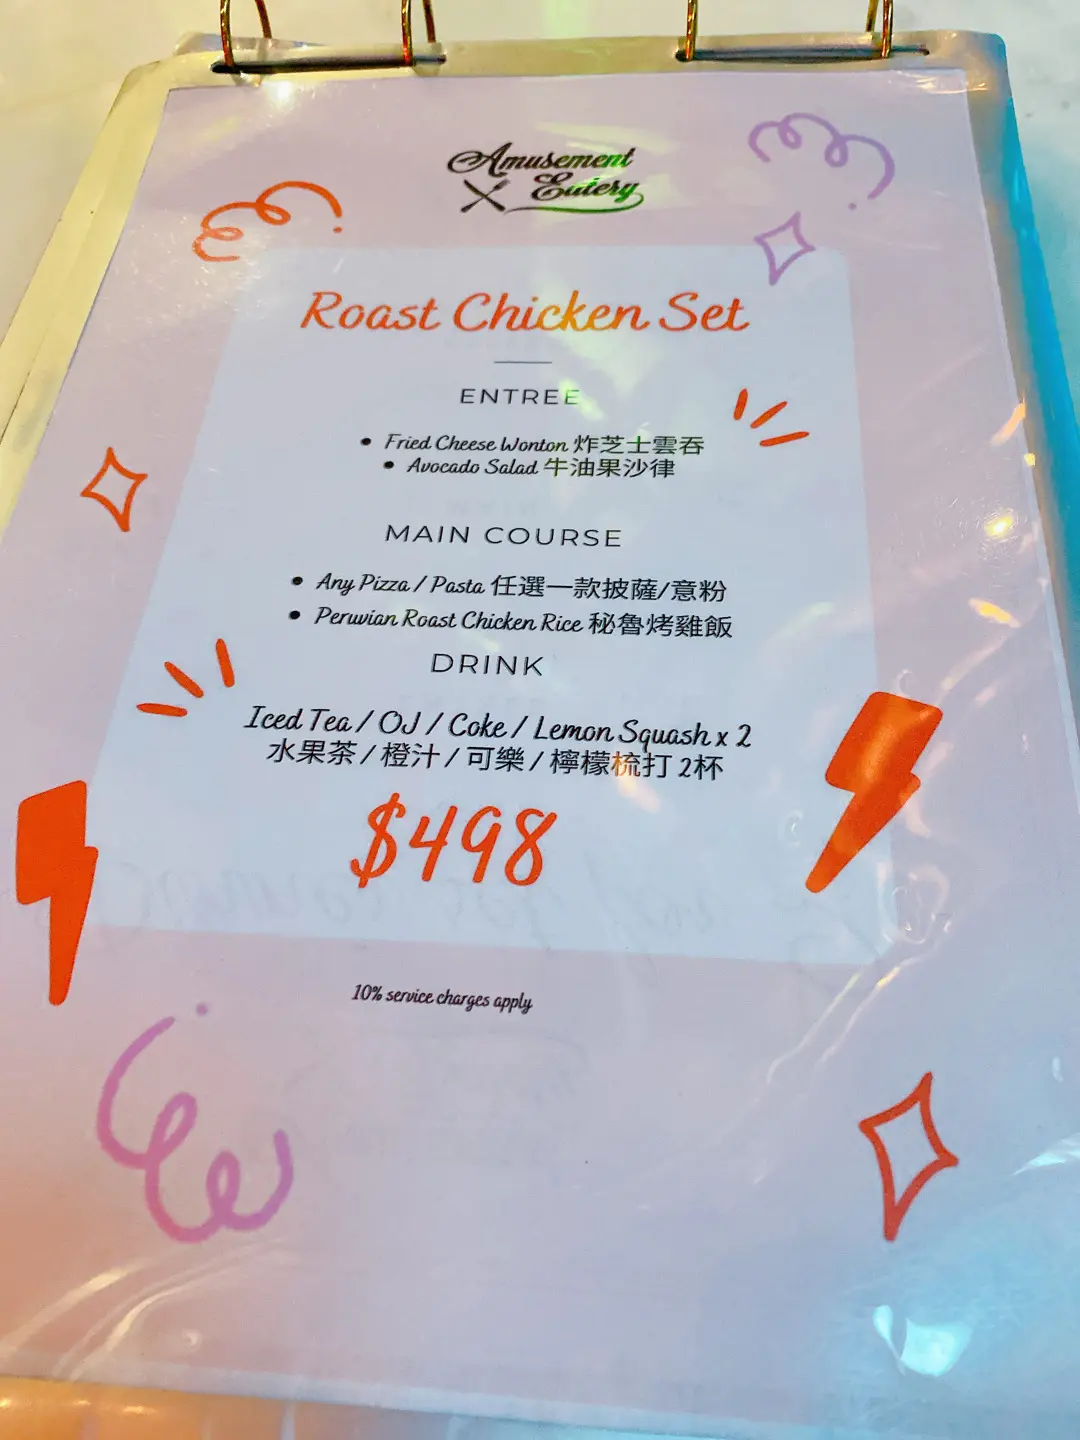 Amusement
Eatery
Roast Chicken Set
ENTREE
• Fried Cheese Wonton 炸芝士雲吞
• Avocado Salad 牛油果沙律
MAIN COURSE
• Any Pizza / Pasta 任選一款披薩/意粉
• Peruvian Roast Chicken Rice 秘魯烤雞飯
DRINK
Iced Tea / OJ / Coke / Lemon Squash x 2
水果茶 / 橙汁 / 可樂 / 檸檬梳打 2杯
$498
10% service charges apply